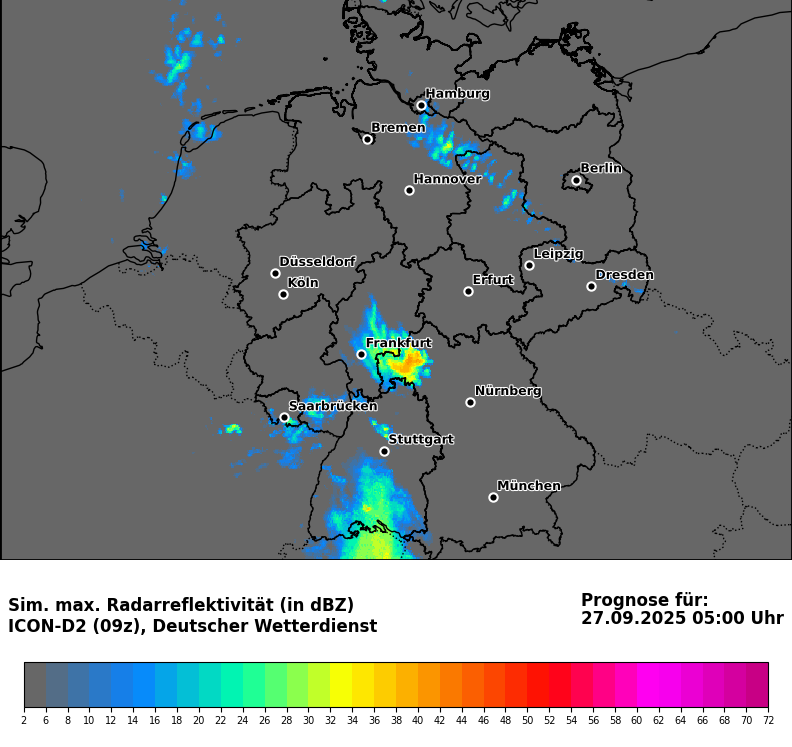 Hamburg
Bremen
Berlin
Hannover
Leipzig
Düsseldorf
Dresden
Köln
Erfurt
Frankfurt
Nürnberg
Saarbrücken
Stuttgart
München
Sim. max. Radarreflektivität (in dBZ)
ICON-D2 (09z), Deutscher Wetterdienst
Prognose für:
27.09.2025 05:00 Uhr
2 6 8 10 12 14 16 18 20 22 24 26 28 30 32 34 36 38 40 42 44 46 48 50 52 54 56 58 60 62 64 66 68 70 72